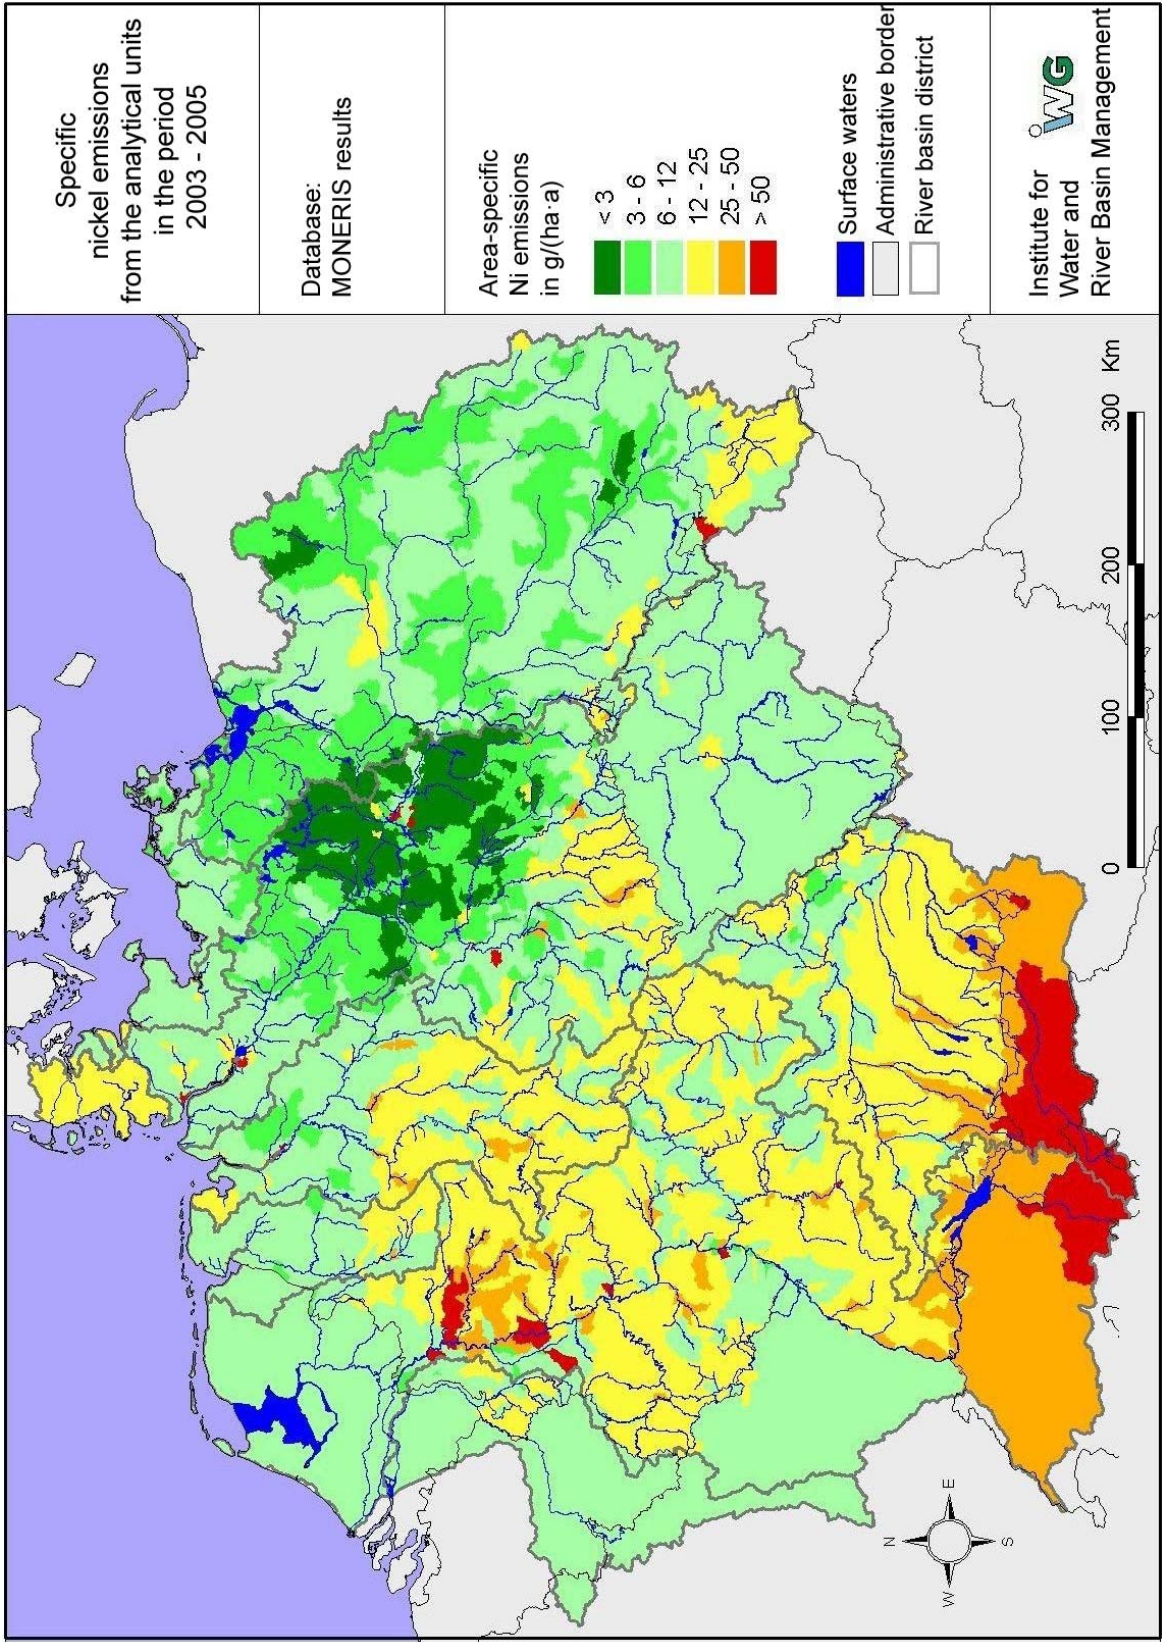 Specific
nickel emissions
from the analytical units
in the period
2003 - 2005
Database:
MONERIS results
Area-specific
Ni emissions
in g/(ha·a)
< 3
3 - 6
6 - 12
12 - 25
25 - 50
> 50
Surface waters
Administrative border
River basin district
Institute for
Water and
River Basin Management
iWG
0 100 200 300 Km
N
W E
S